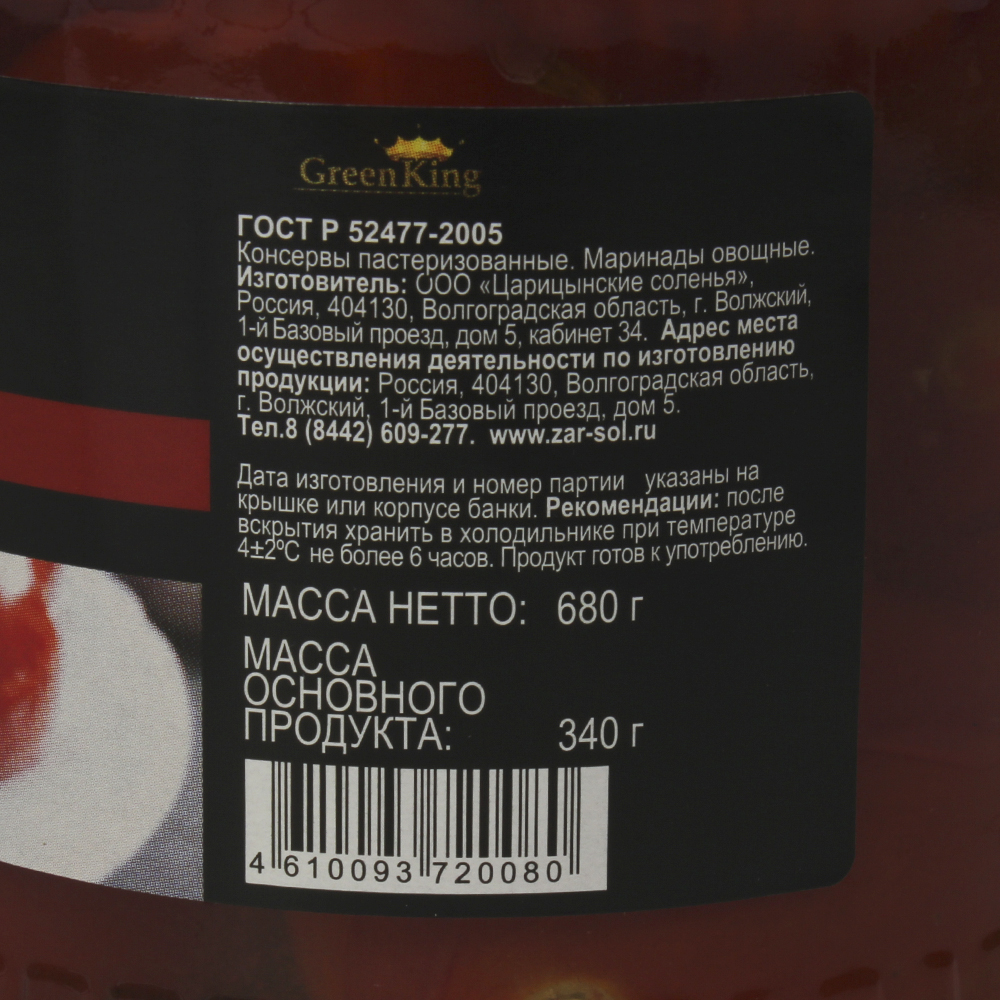 Green King
ГОСТ Р 52477-2005
Консервы пастеризованные. Маринады овощные.
Изготовитель: ООО «Царицынские соленья»,
Россия, 404130, Волгоградская область, г. Волжский,
1-й Базовый проезд, дом 5, кабинет 34. Адрес места
осуществления деятельности по изготовлению
продукции: Россия, 404130, Волгоградская область,
г. Волжский, 1-й Базовый проезд, дом 5.
Тел.8 (8442) 609-277. www.zar-sol.ru
Дата изготовления и номер партии указаны на
крышке или корпусе банки. Рекомендации: после
вскрытия хранить в холодильнике при температуре
4±2ºС не более 6 часов. Продукт готов к употреблению.
МАССА НЕТТО: 680 г
МАССА
ОСНОВНОГО
ПРОДУКТА: 340 г
4 610093 720080